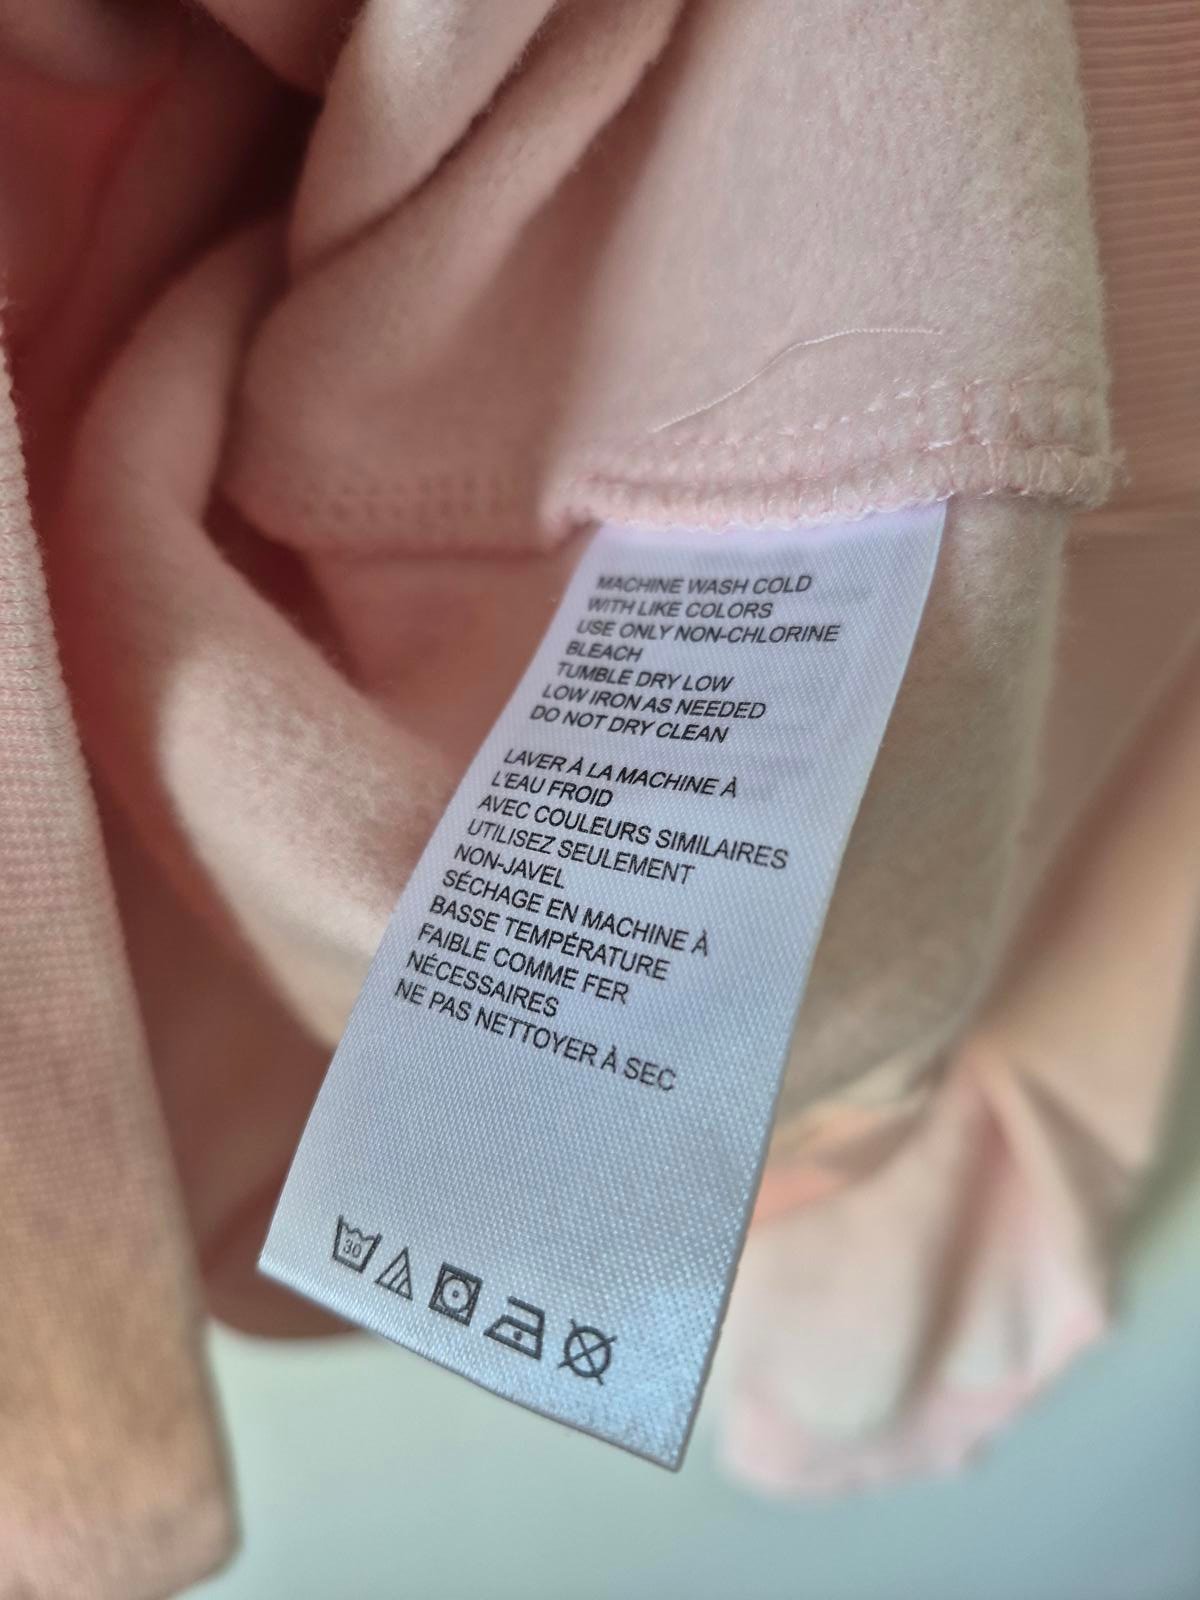 MACHINE WASH COLD
WITH LIKE COLORS
USE ONLY NON-CHLORINE
BLEACH
TUMBLE DRY LOW
LOW IRON AS NEEDED
DO NOT DRY CLEAN
LAVER À LA MACHINE À
L'EAU FROID
AVEC COULEURS SIMILAIRES
UTILISEZ SEULEMENT
NON-JAVEL
SÉCHAGE EN MACHINE À
BASSE TEMPÉRATURE
FAIBLE COMME FER
NÉCESSAIRES
NE PAS NETTOYER À SEC
30